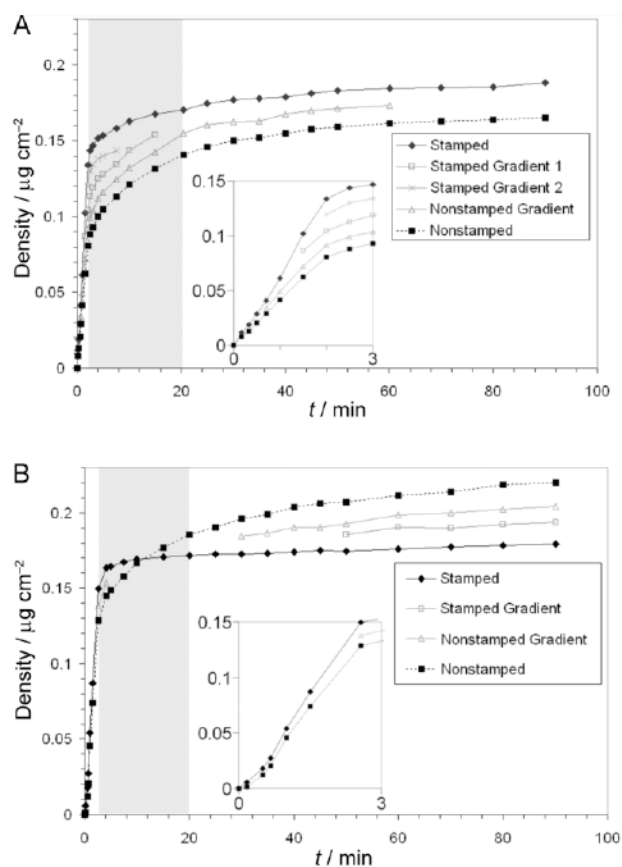 A
Density / μg cm⁻²
0.2
0.15
0.1
0.05
0
0 20 40 60 80 100
t / min
Stamped
Stamped Gradient 1
Stamped Gradient 2
Nonstamped Gradient
Nonstamped
0.15
0.1
0.05
0
0 3
B
Density / μg cm⁻²
0.2
0.15
0.1
0.05
0
0 20 40 60 80 100
t / min
Stamped
Stamped Gradient
Nonstamped Gradient
Nonstamped
0.15
0.1
0.05
0
0 3